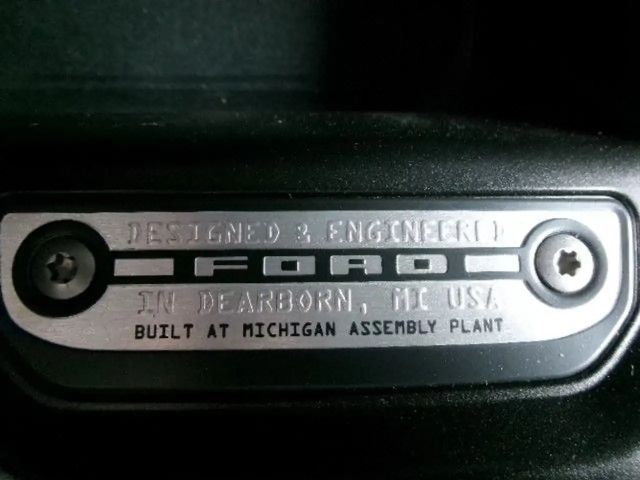 DESIGNED & ENGINEERED
FORD
IN DEARBORN, MI USA
BUILT AT MICHIGAN ASSEMBLY PLANT